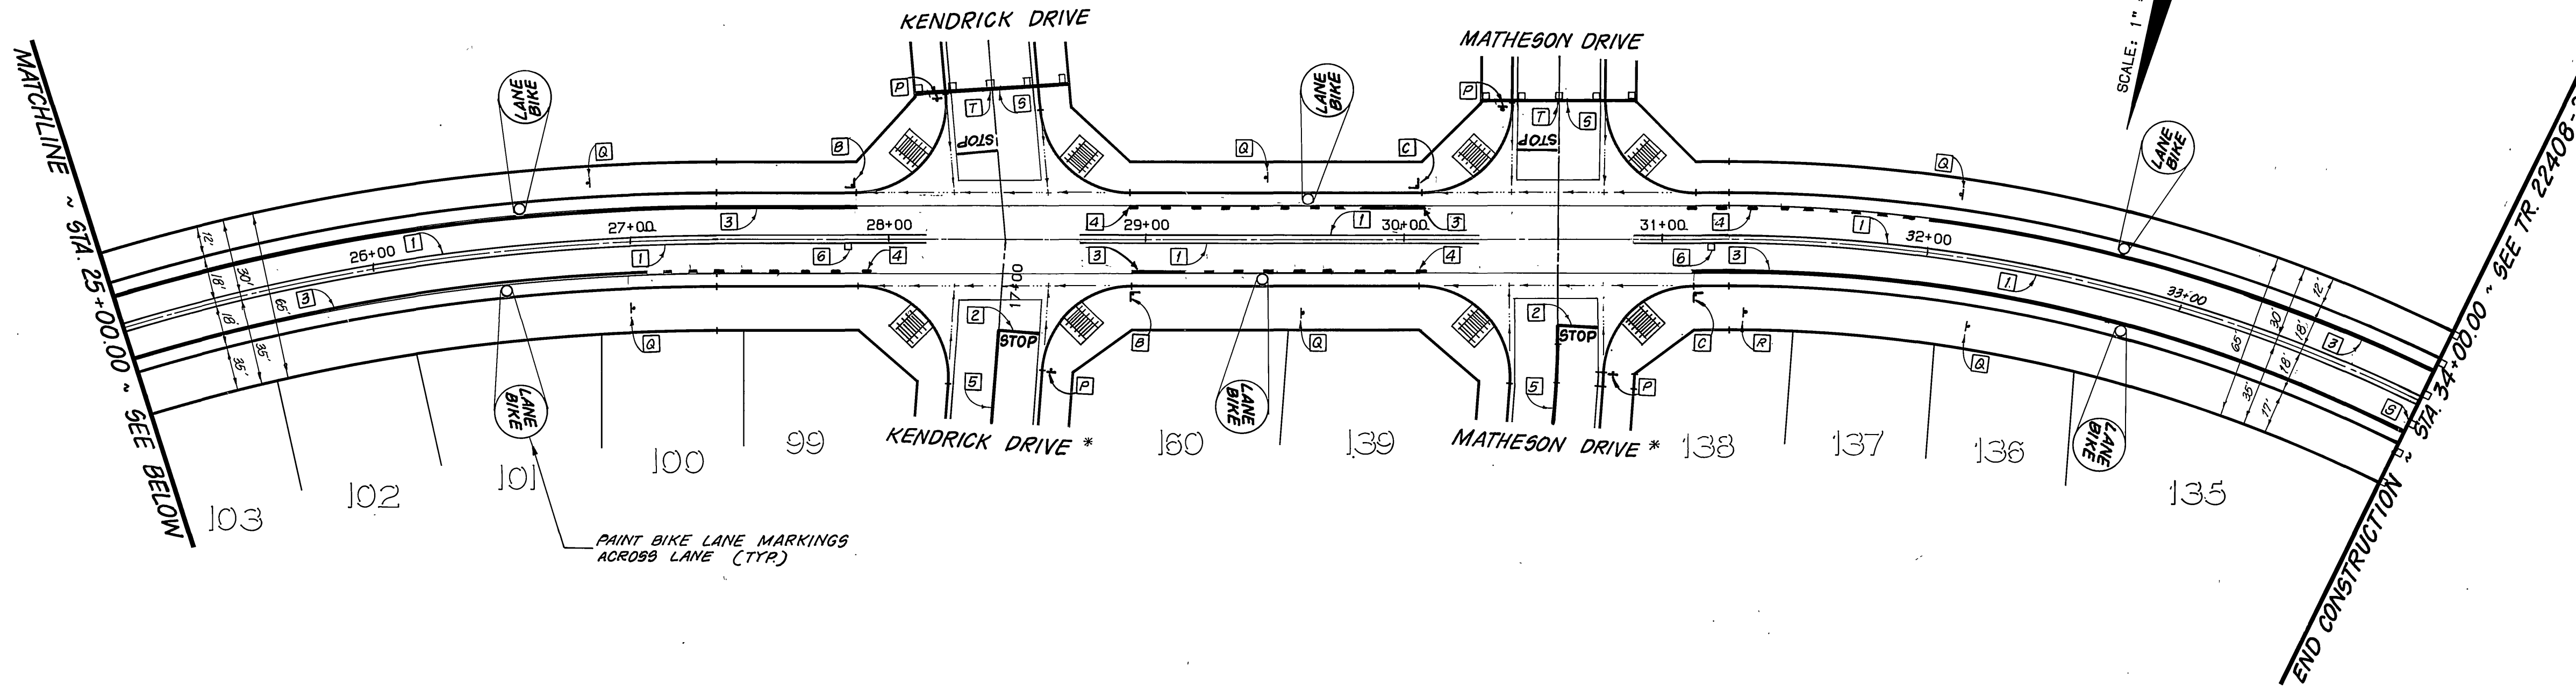 KENDRICK DRIVE
MATHESON DRIVE
SCALE: 1"
MATCHLINE ~ STA. 25+00.00 ~ SEE BELOW
LANE
BIKE
LANE
BIKE
LANE
BIKE
P
T
S
P
T
S
STOP
STOP
Q
B
Q
C
Q
3
4
1
3
4
1
26+00
1
27+00
28+00
29+00
30+00
31+00
32+00
33+00
12'
18'
30'
65'
18'
35'
35'
3
1
6
4
3
1
4
6
3
1
3
S
12'
30'
18'
65'
18'
35'
17'
17+00
2
STOP
5
2
STOP
5
Q
B
Q
C
R
Q
P
P
LANE
BIKE
LANE
BIKE
LANE
BIKE
KENDRICK DRIVE *
MATHESON DRIVE *
103
102
101
100
99
160
139
138
137
136
135
PAINT BIKE LANE MARKINGS
ACROSS LANE (TYP.)
END CONSTRUCTION ~ STA. 34+00.00 ~ SEE TR. 22408-